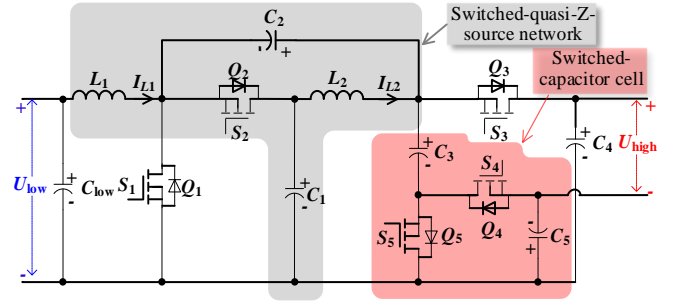 C2
Switched-quasi-Z-
source network
Switched-
capacitor cell
L1
IL1
Q2
L2
IL2
Q3
S2
S3
+
-
+
Ulow
Clow
+
-
S1
Q1
+
-
C1
+
-
C3
S4
Q4
S5
Q5
-
+
C5
+
-
C4
+
Uhigh
-
-